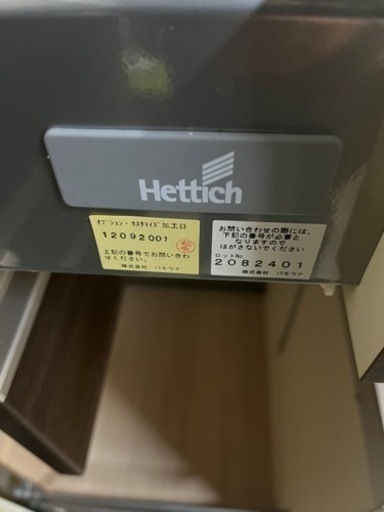 Hettich
ｵﾌﾟｼｮﾝ・ｶｽﾀﾏｲｽﾞ加工日
12092001
上記の番号でお問い合わ
せください。
株式会社 パモウナ
お問い合わせの際には、
下記の番号が必要と
なりますので
はがさないでください
ロットNo
2082401
株式会社 パモウナ